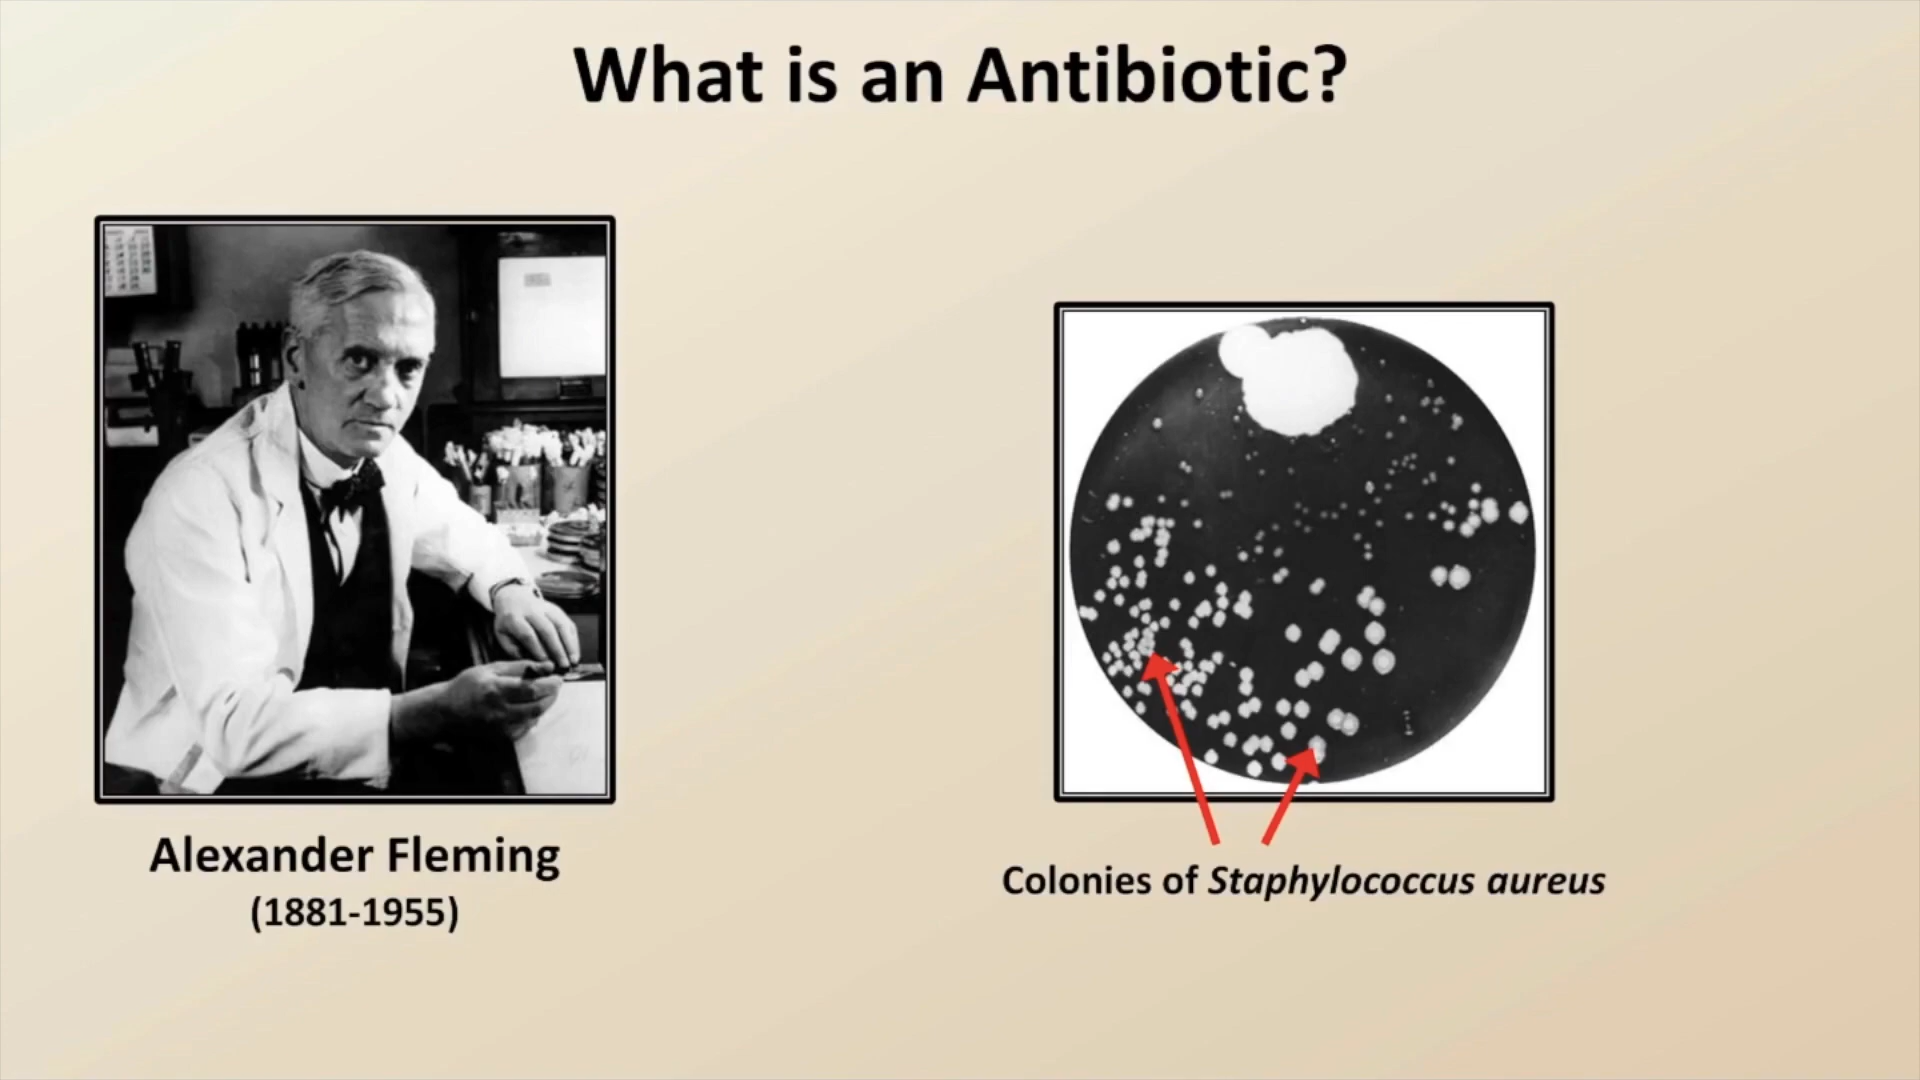 What is an Antibiotic?
Alexander Fleming
(1881-1955)
Colonies of Staphylococcus aureus